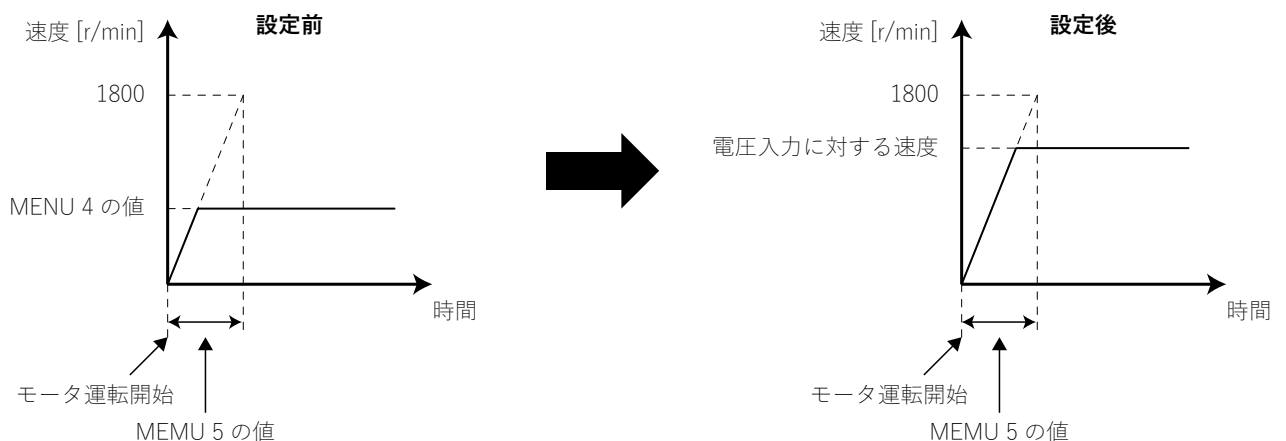 設定前
速度 [r/min]
1800
MENU 4 の値
時間
モータ運転開始
MEMU 5 の値
設定後
速度 [r/min]
1800
電圧入力に対する速度
時間
モータ運転開始
MEMU 5 の値